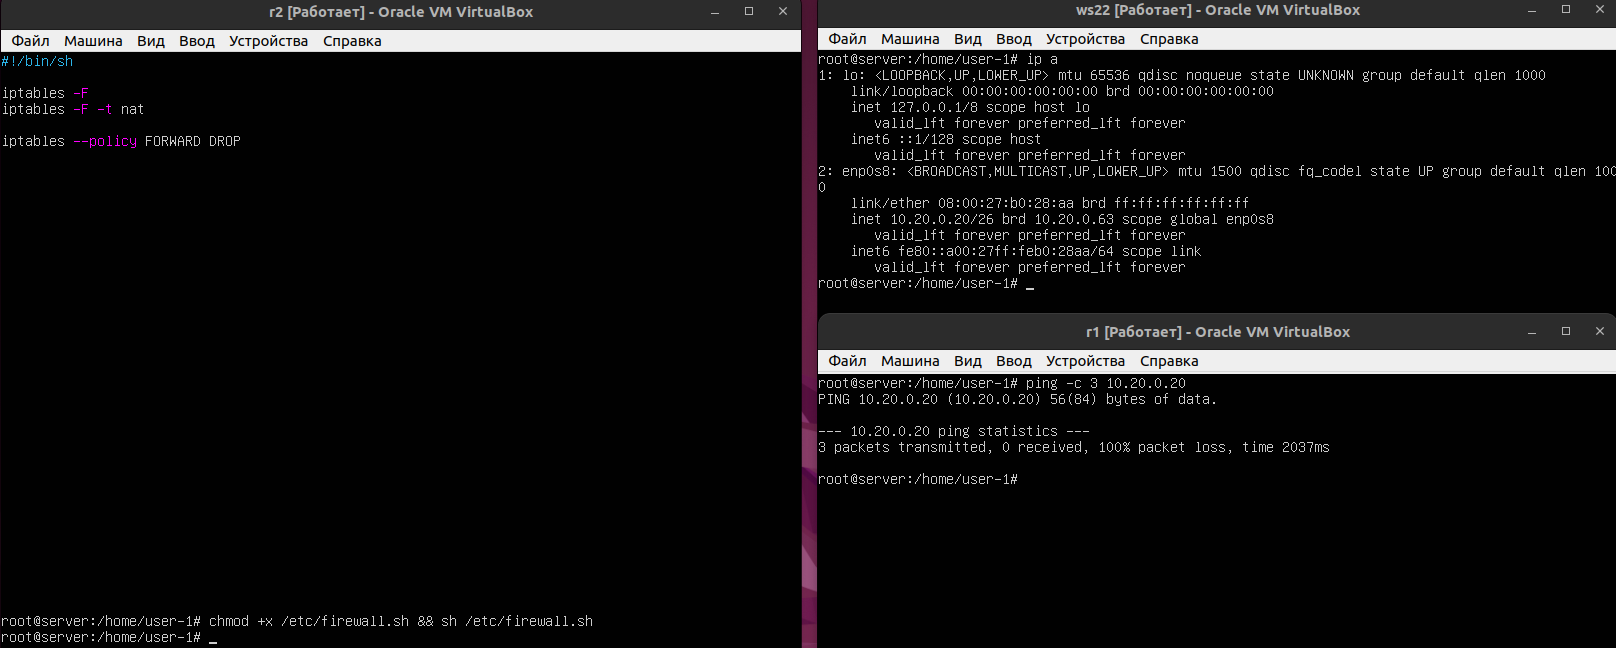 r2 [Работает] - Oracle VM VirtualBox
Файл Машина Вид Ввод Устройства Справка
#!/bin/sh
iptables -F
iptables -F -t nat
iptables --policy FORWARD DROP
root@server:/home/user-1# chmod +x /etc/firewall.sh && sh /etc/firewall.sh
root@server:/home/user-1# _
ws22 [Работает] - Oracle VM VirtualBox
Файл Машина Вид Ввод Устройства Справка
root@server:/home/user-1# ip a
1: lo: <LOOPBACK,UP,LOWER_UP> mtu 65536 qdisc noqueue state UNKNOWN group default qlen 1000
link/loopback 00:00:00:00:00:00 brd 00:00:00:00:00:00
inet 127.0.0.1/8 scope host lo
valid_lft forever preferred_lft forever
inet6 ::1/128 scope host
valid_lft forever preferred_lft forever
2: enp0s8: <BROADCAST,MULTICAST,UP,LOWER_UP> mtu 1500 qdisc fq_codel state UP group default qlen 100
0
link/ether 08:00:27:b0:28:aa brd ff:ff:ff:ff:ff:ff
inet 10.20.0.20/26 brd 10.20.0.63 scope global enp0s8
valid_lft forever preferred_lft forever
inet6 fe80::a00:27ff:feb0:28aa/64 scope link
valid_lft forever preferred_lft forever
root@server:/home/user-1# _
r1 [Работает] - Oracle VM VirtualBox
Файл Машина Вид Ввод Устройства Справка
root@server:/home/user-1# ping -c 3 10.20.0.20
PING 10.20.0.20 (10.20.0.20) 56(84) bytes of data.
--- 10.20.0.20 ping statistics ---
3 packets transmitted, 0 received, 100% packet loss, time 2037ms
root@server:/home/user-1#